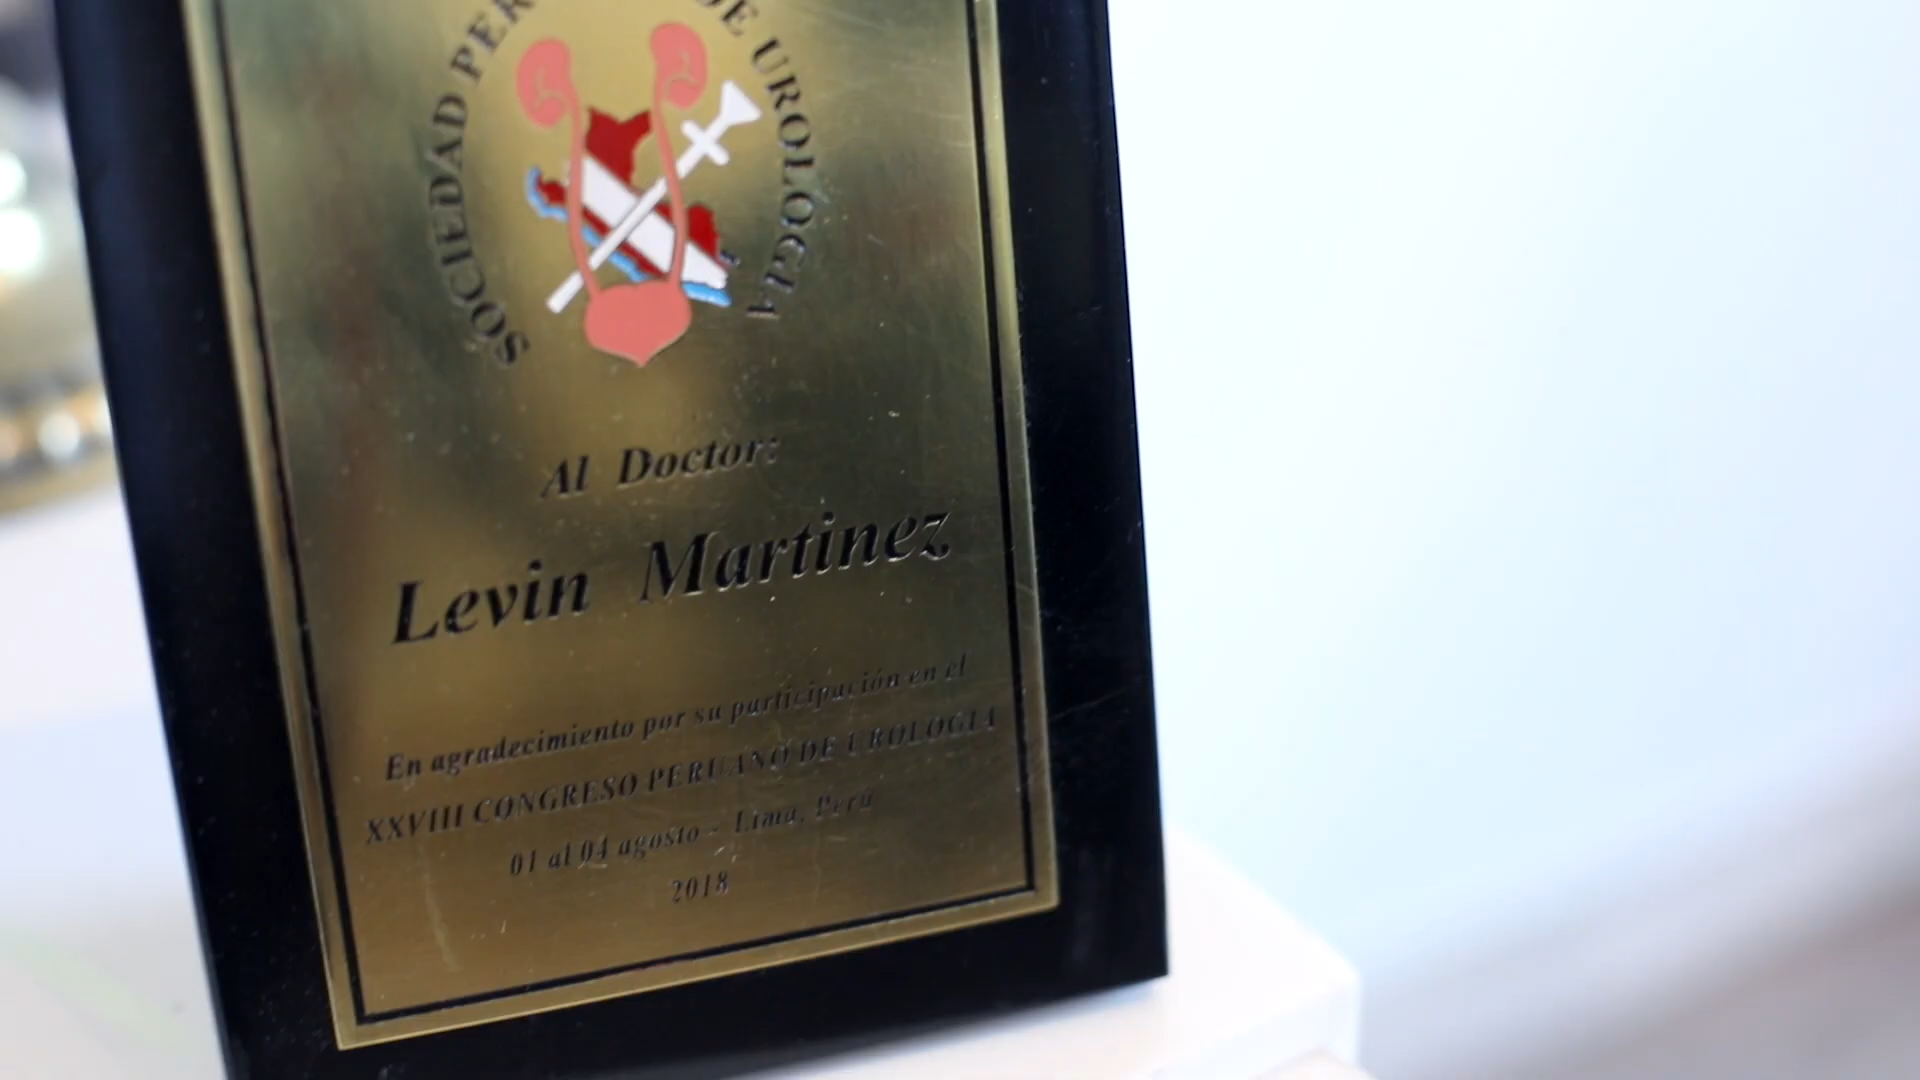 SOCIEDAD PER DE UROLOGIA
Al Doctor:
Levin Martinez
En agradecimiento por su participación en el
XXVIII CONGRESO PERUANO DE UROLOGIA
01 al 04 agosto - Lima, Perú
2018